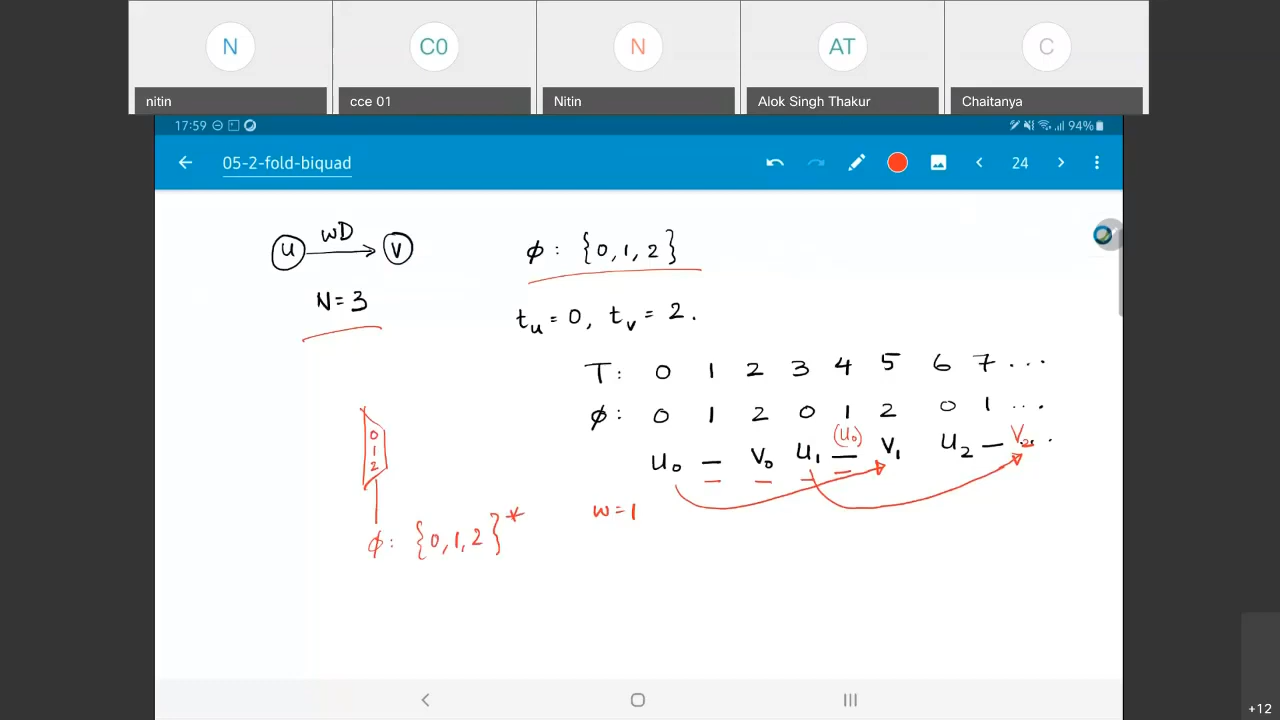 N C0 N AT C
nitin cce 01 Nitin Alok Singh Thakur Chaitanya
17:59 94%
05-2-fold-biquad 24
U wD V
N=3
ϕ: {0,1,2}
tu=0, tv=2.
T: 0 1 2 3 4 5 6 7 ...
ϕ: 0 1 2 0 1 2 0 1 ...
(U0)
U0 — V0 U1 — V1 U2 — V2 ..
0
1
2
w=1
ϕ: {0,1,2}*
+12